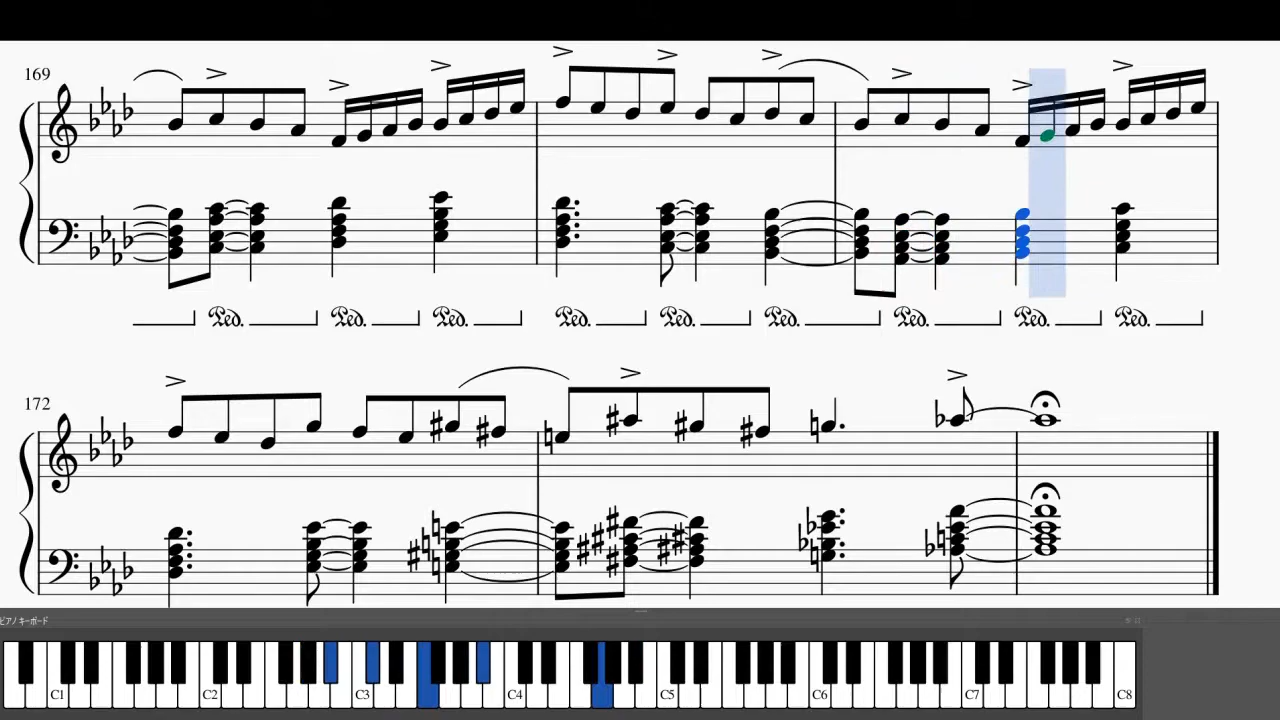 169
Ped. Ped. Ped. Ped. Ped. Ped. Ped. Ped. Ped.
172
ピアノ キーボード
C1 C2 C3 C4 C5 C6 C7 C8